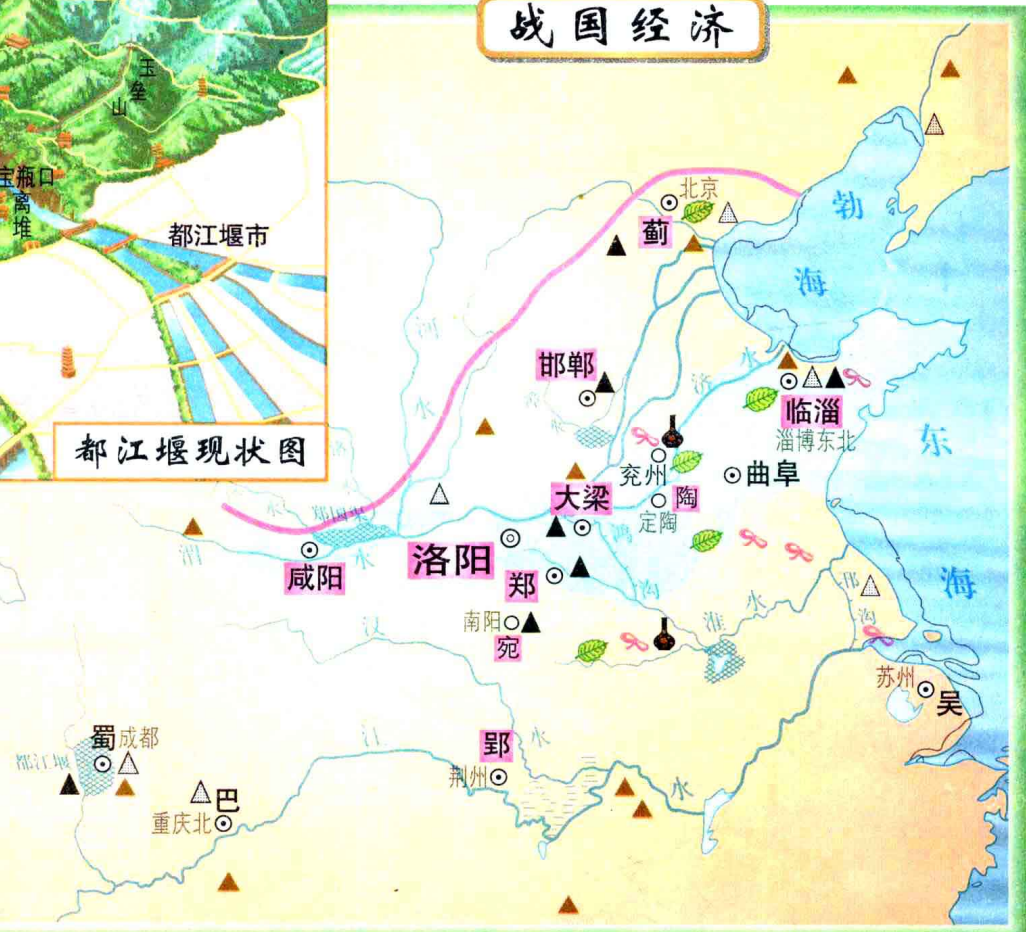 战国经济
玉垒山
宝瓶口
离堆
都江堰市
都江堰现状图
北京
蓟
勃海
河水
邯郸
济水
临淄
淄博东北
东海
兖州
曲阜
大梁
陶
定陶
郑国渠
渭水
咸阳
洛阳
鸿沟
郑
南阳
宛
淮水
邗沟
汉水
苏州
吴
郢
荆州
江水
蜀
成都
都江堰
巴
重庆北